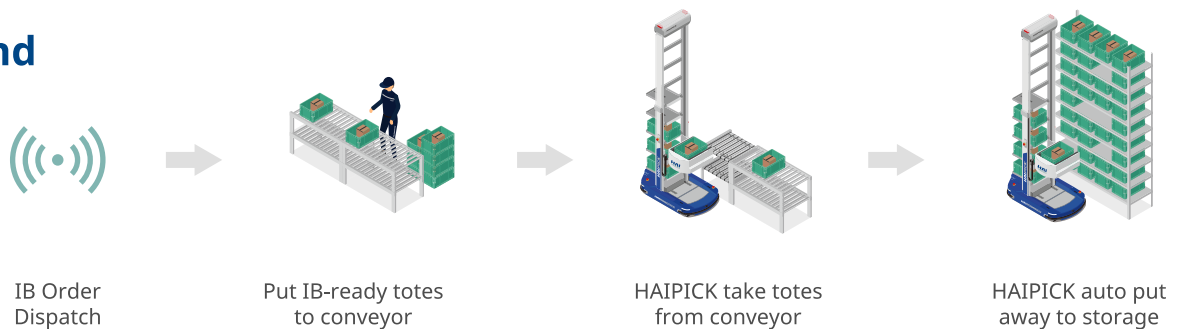 nd
IB Order
Dispatch
Put IB-ready totes
to conveyor
HAIPICK take totes
from conveyor
HAIPICK auto put
away to storage